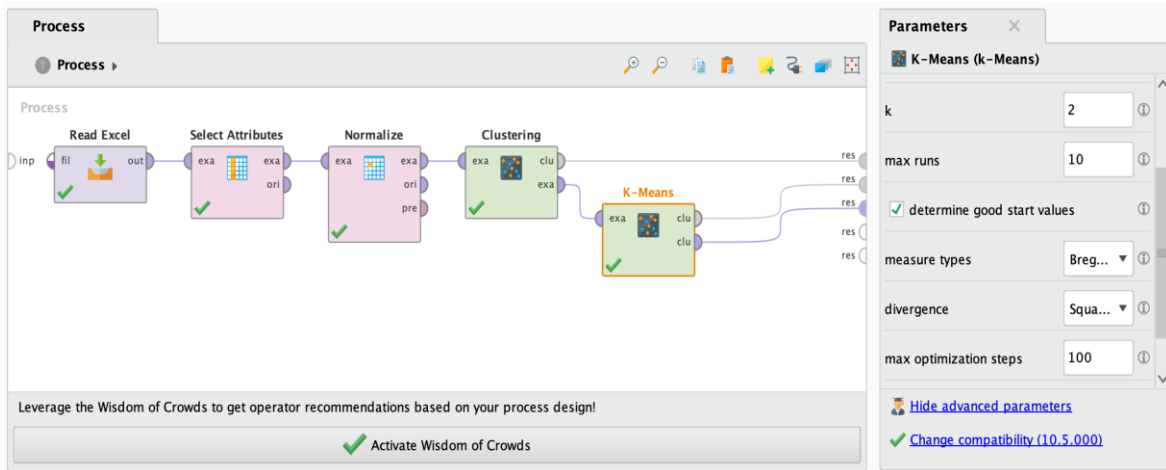 Process
Parameters
Process
K-Means (k-Means)
Process
Read Excel
Select Attributes
Normalize
Clustering
inp
fil
out
exa
exa
ori
exa
exa
ori
pre
exa
clu
exa
K-Means
exa
clu
clu
res
res
res
res
res
k
2
max runs
10
determine good start values
measure types
Breg...
divergence
Squa...
max optimization steps
100
Leverage the Wisdom of Crowds to get operator recommendations based on your process design!
Activate Wisdom of Crowds
Hide advanced parameters
Change compatibility (10.5.000)